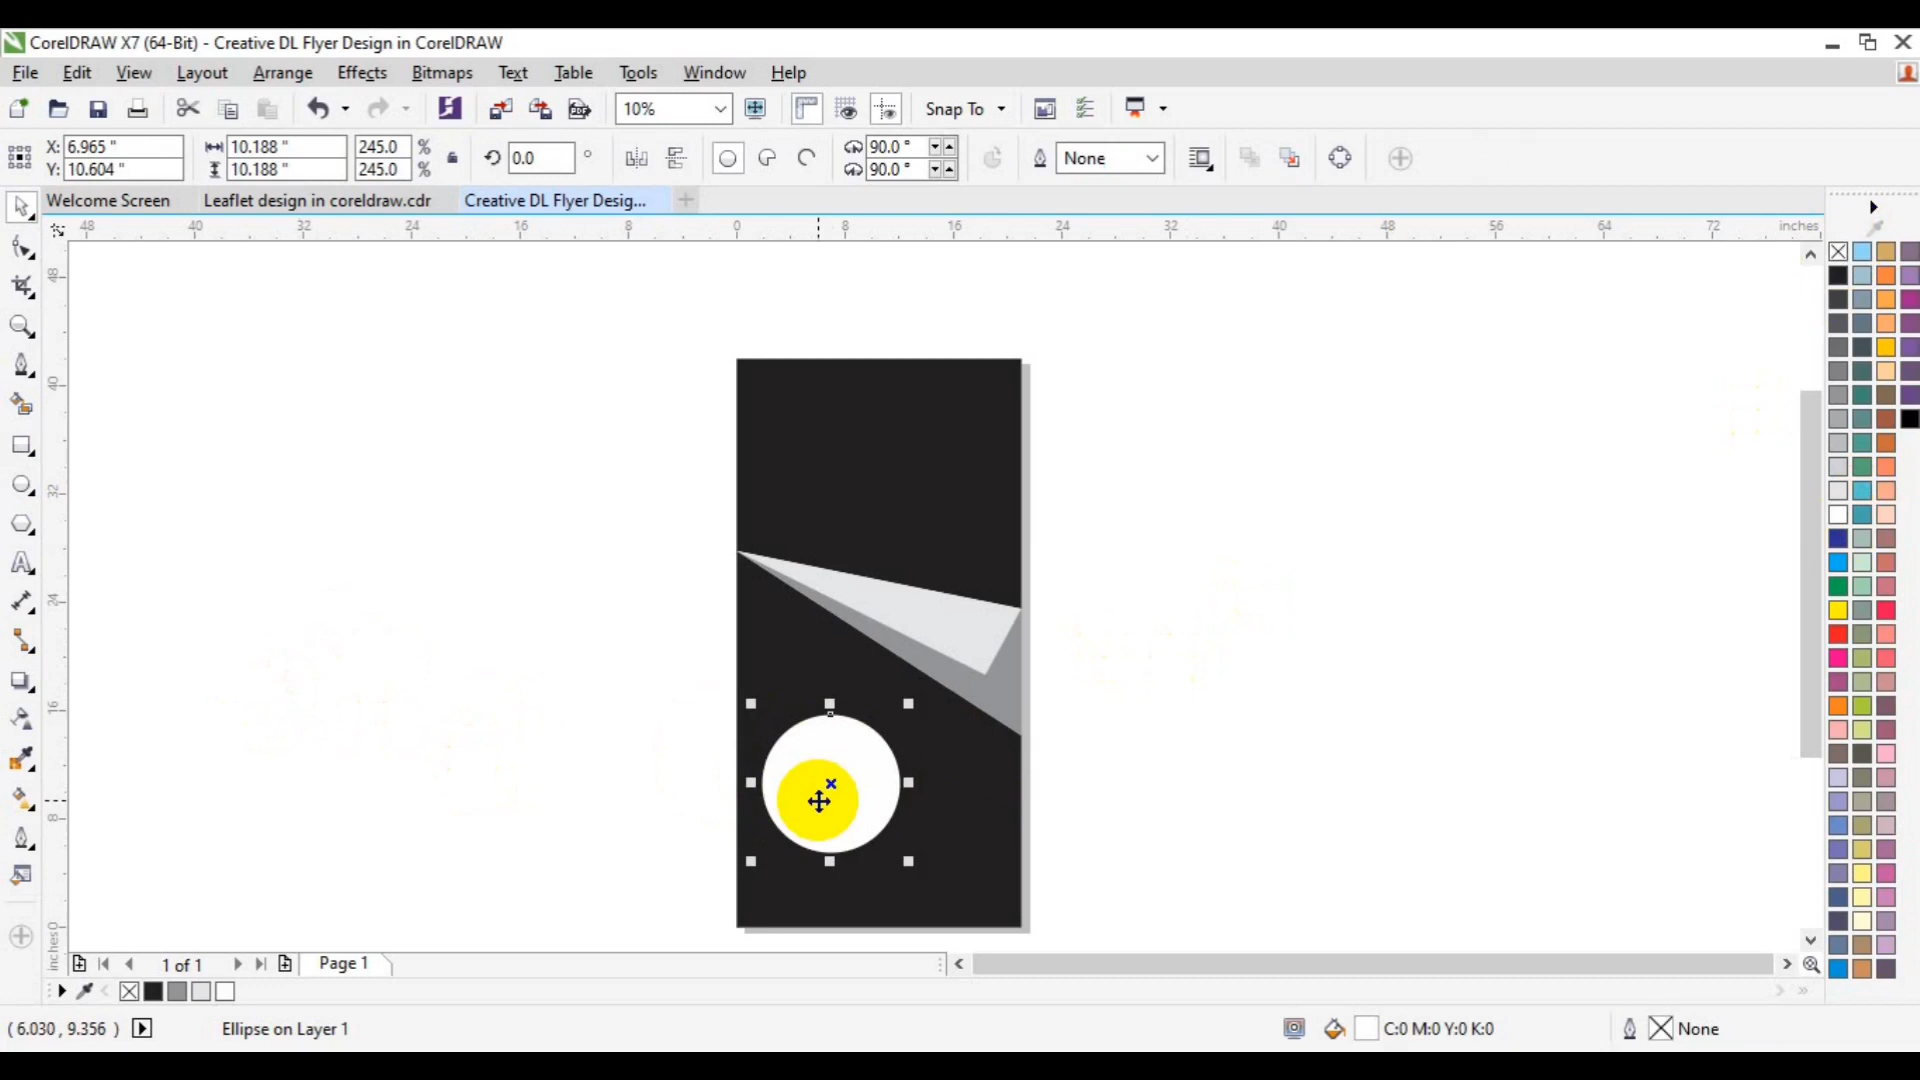 CorelDRAW X7 (64-Bit) - Creative DL Flyer Design in CorelDRAW
File Edit View Layout Arrange Effects Bitmaps Text Table Tools Window Help
10% Snap To
X: 6.965 " 10.188 " 245.0 % 0.0 ° 90.0 ° None
Y: 10.604 " 10.188 " 245.0 % 90.0 °
Welcome Screen Leaflet design in coreldraw.cdr Creative DL Flyer Desig...
48 40 32 24 16 8 0 8 16 24 32 40 48 56 64 72 inches
48
40
32
24
16
8
0
inches
1 of 1 Page 1
( 6.030 , 9.356 ) Ellipse on Layer 1 C:0 M:0 Y:0 K:0 None